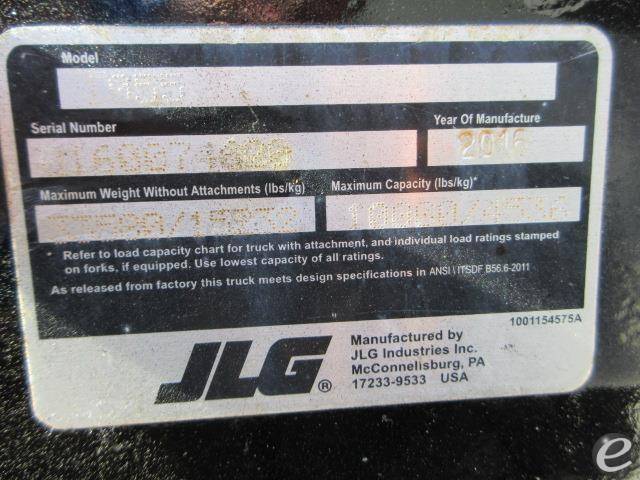 Model
Serial Number
Year Of Manufacture
2016
Maximum Weight Without Attachments (lbs/kg)
Maximum Capacity (lbs/kg)*
* Refer to load capacity chart for truck with attachment, and individual load ratings stamped
on forks, if equipped. Use lowest capacity of all ratings.
As released from factory this truck meets design specifications in ANSI \ ITSDF B56.6-2011
1001154575A
JLG®
Manufactured by
JLG Industries Inc.
McConnelisburg, PA
17233-9533 USA
e